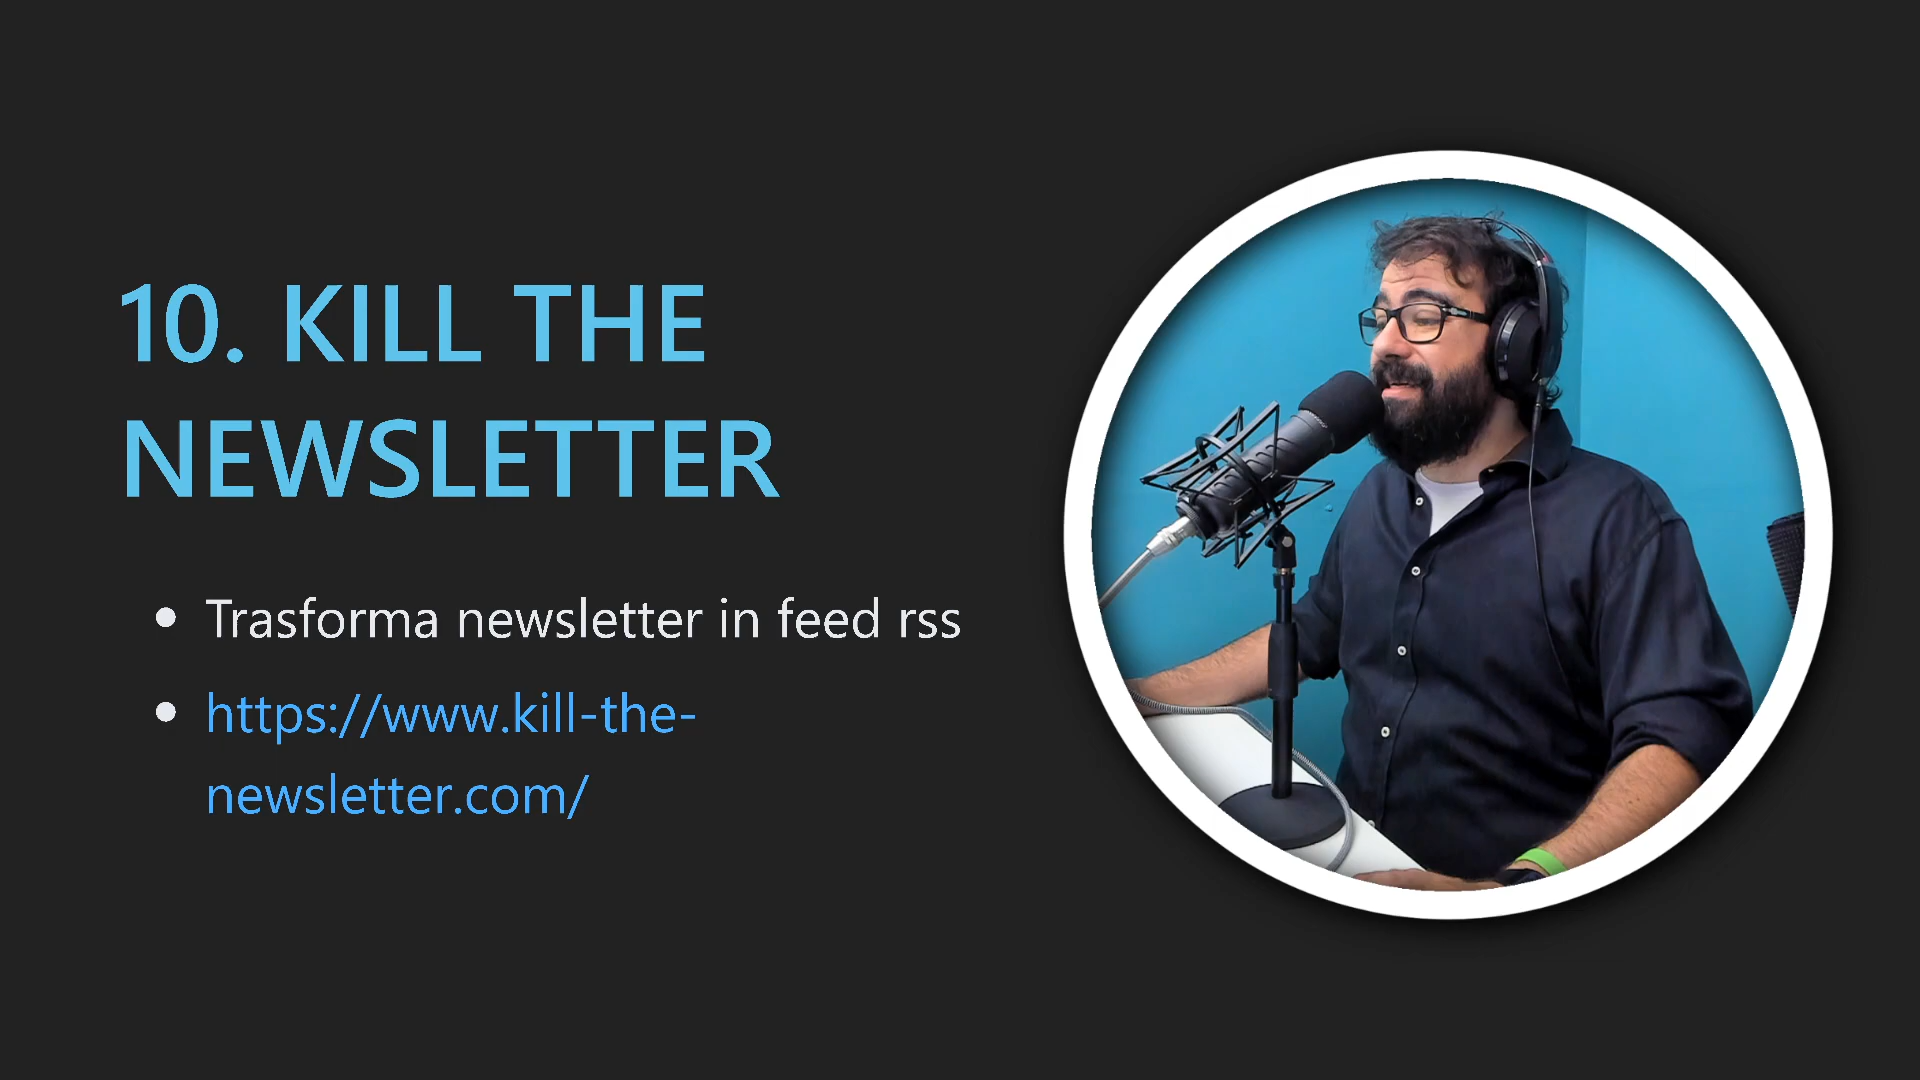 10. KILL THE
NEWSLETTER
Trasforma newsletter in feed rss
https://www.kill-the-
newsletter.com/